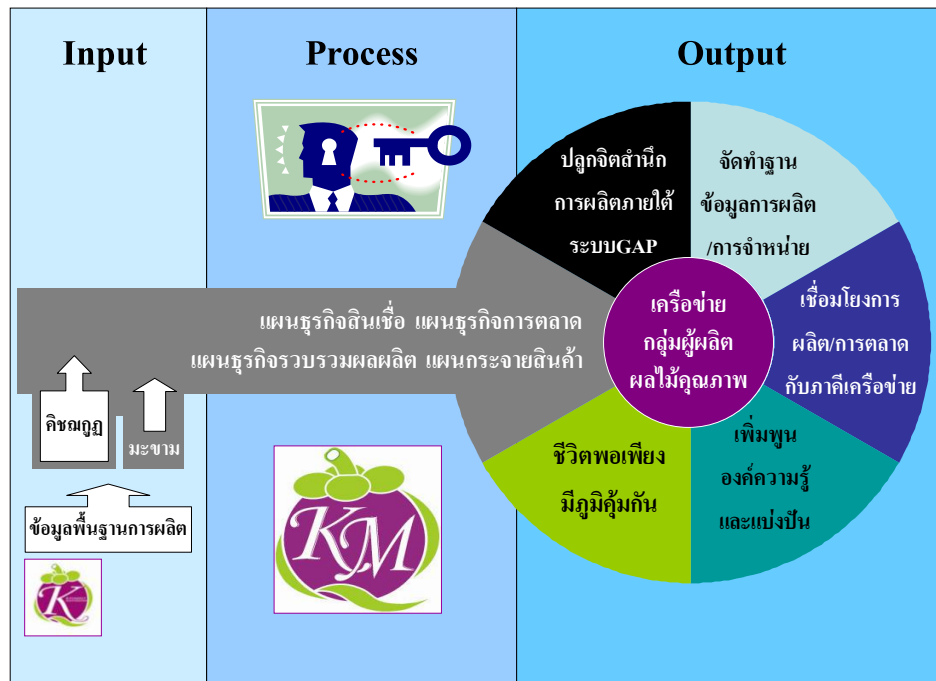 Input
Process
Output
ปลูกจิตสำนึก
การผลิตภายใต้
ระบบGAP
จัดทำฐาน
ข้อมูลการผลิต
/การจำหน่าย
เชื่อมโยงการ
ผลิต/การตลาด
กับภาคีเครือข่าย
เครือข่าย
กลุ่มผู้ผลิต
ผลไม้คุณภาพ
แผนธุรกิจสินเชื่อ แผนธุรกิจการตลาด
แผนธุรกิจรวบรวมผลผลิต แผนกระจายสินค้า
คิชฌกูฏ
มะขาม
ข้อมูลพื้นฐานการผลิต
K
KM
ชีวิตพอเพียง
มีภูมิคุ้มกัน
เพิ่มพูน
องค์ความรู้
และแบ่งปัน